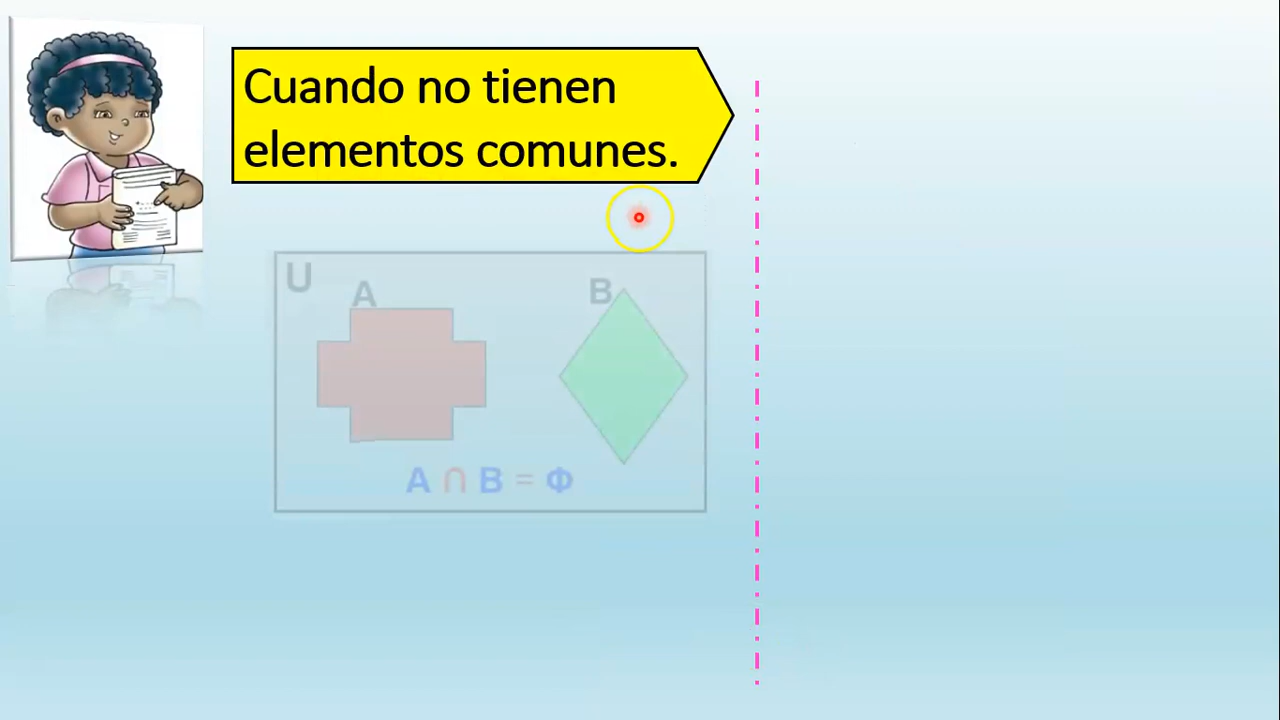 Cuando no tienen
elementos comunes.
U
A
B
A ∩ B = Φ